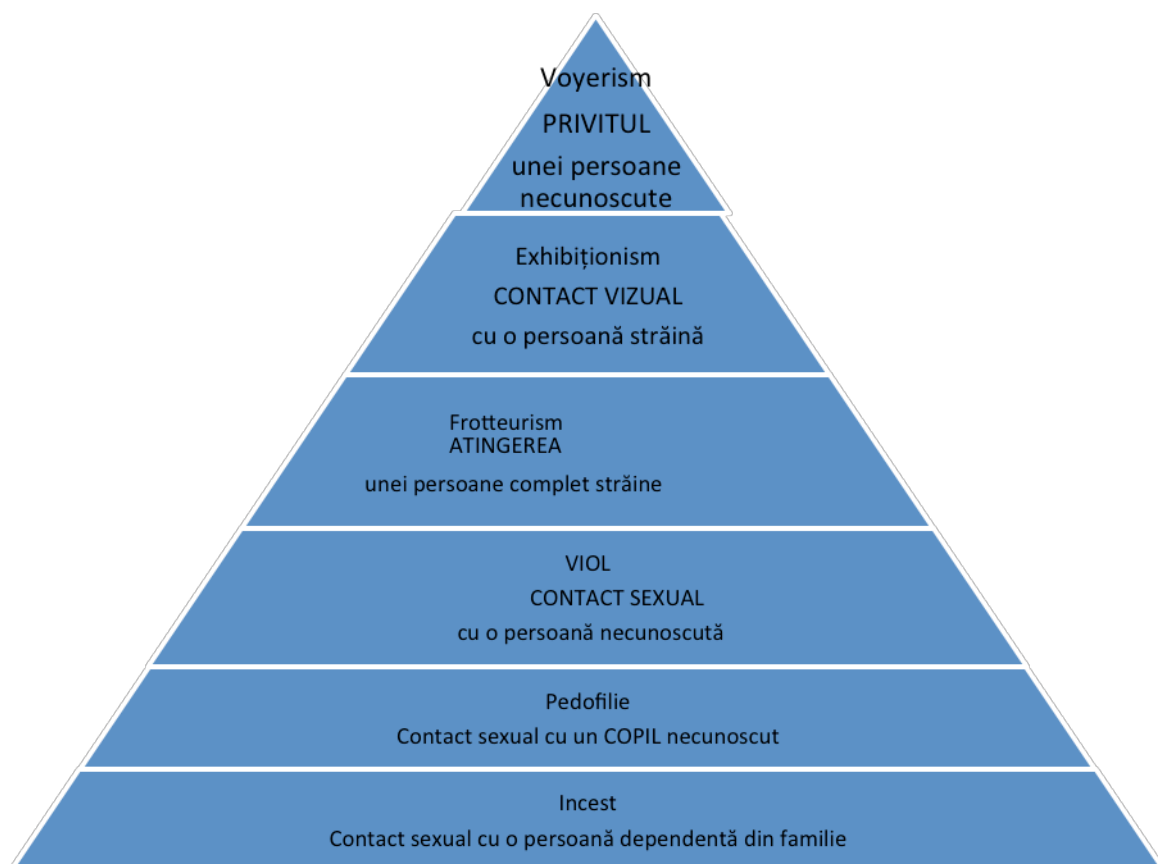 Voyerism
PRIVITUL
unei persoane
necunoscute
Exhibiționism
CONTACT VIZUAL
cu o persoană străină
Frotteurism
ATINGEREA
unei persoane complet străine
VIOL
CONTACT SEXUAL
cu o persoană necunoscută
Pedofilie
Contact sexual cu un COPIL necunoscut
Incest
Contact sexual cu o persoană dependentă din familie